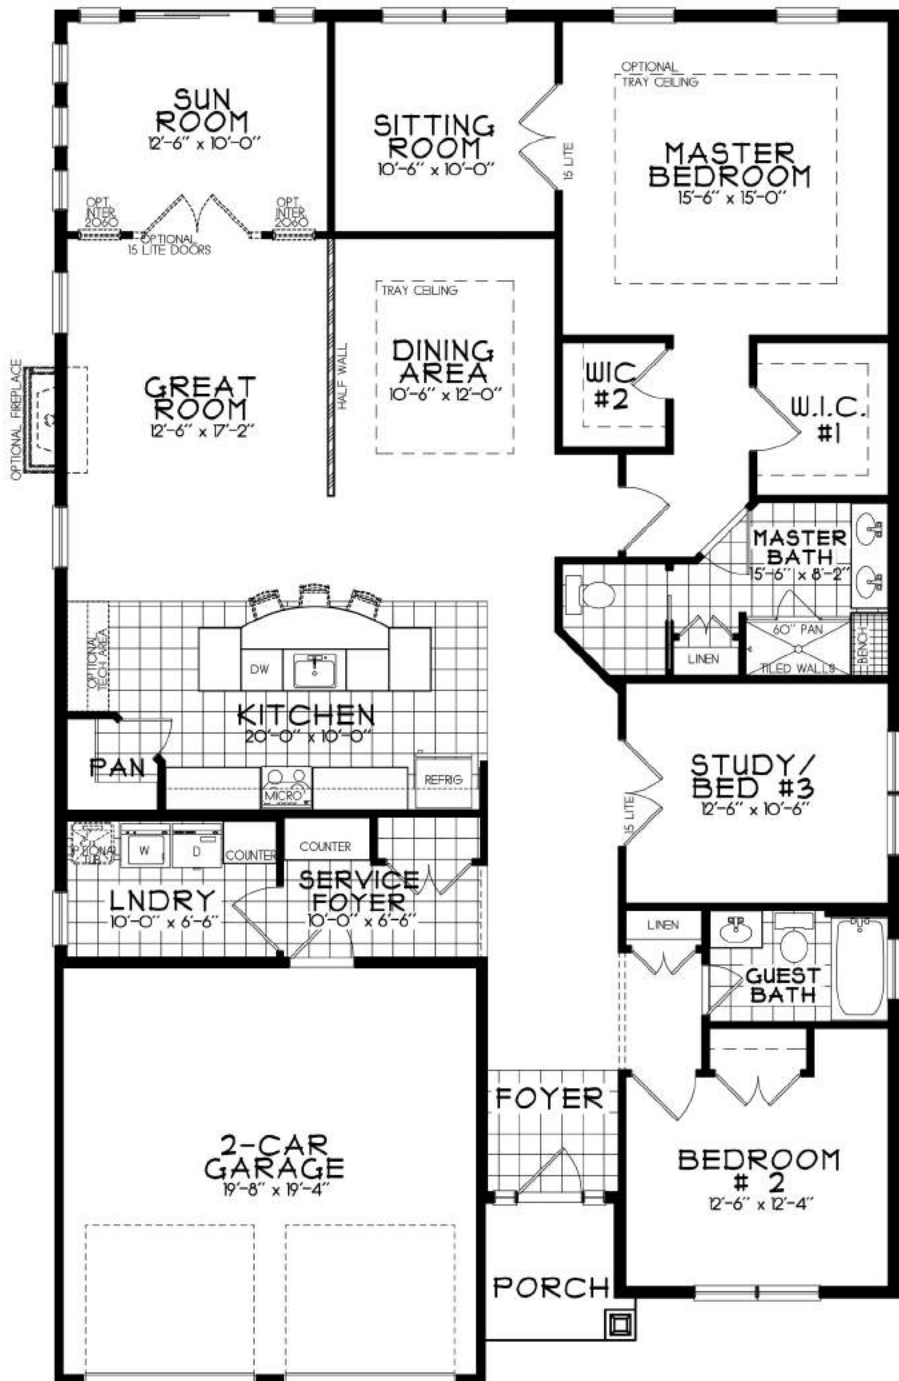 SUN
ROOM
12'-6" x 10'-0"
SITTING
ROOM
10'-6" x 10'-0"
15 LITE
OPTIONAL
TRAY CEILING
MASTER
BEDROOM
15'-6" x 15'-0"
OPT.
INTER.
2060
OPTIONAL
15 LITE DOORS
OPT.
INTER.
2060
OPTIONAL FIREPLACE
GREAT
ROOM
12'-6" x 17'-2"
HALF WALL
TRAY CEILING
DINING
AREA
10'-6" x 12'-0"
WIC
#2
W.I.C.
#1
MASTER
BATH
15'-6" x 8'-2"
60" PAN
TILED WALLS
BENCH
LINEN
OPTIONAL
TECH AREA
DW
KITCHEN
20'-0" x 10'-0"
PAN
MICRO
REFRIG
15 LITE
STUDY/
BED #3
12'-6" x 10'-6"
OPTIONAL
TUB
W
D
COUNTER
COUNTER
LNDRY
10'-0" x 6'-6"
SERVICE
FOYER
10'-0" x 6'-6"
LINEN
GUEST
BATH
FOYER
2-CAR
GARAGE
19'-8" x 19'-4"
BEDROOM
# 2
12'-6" x 12'-4"
PORCH